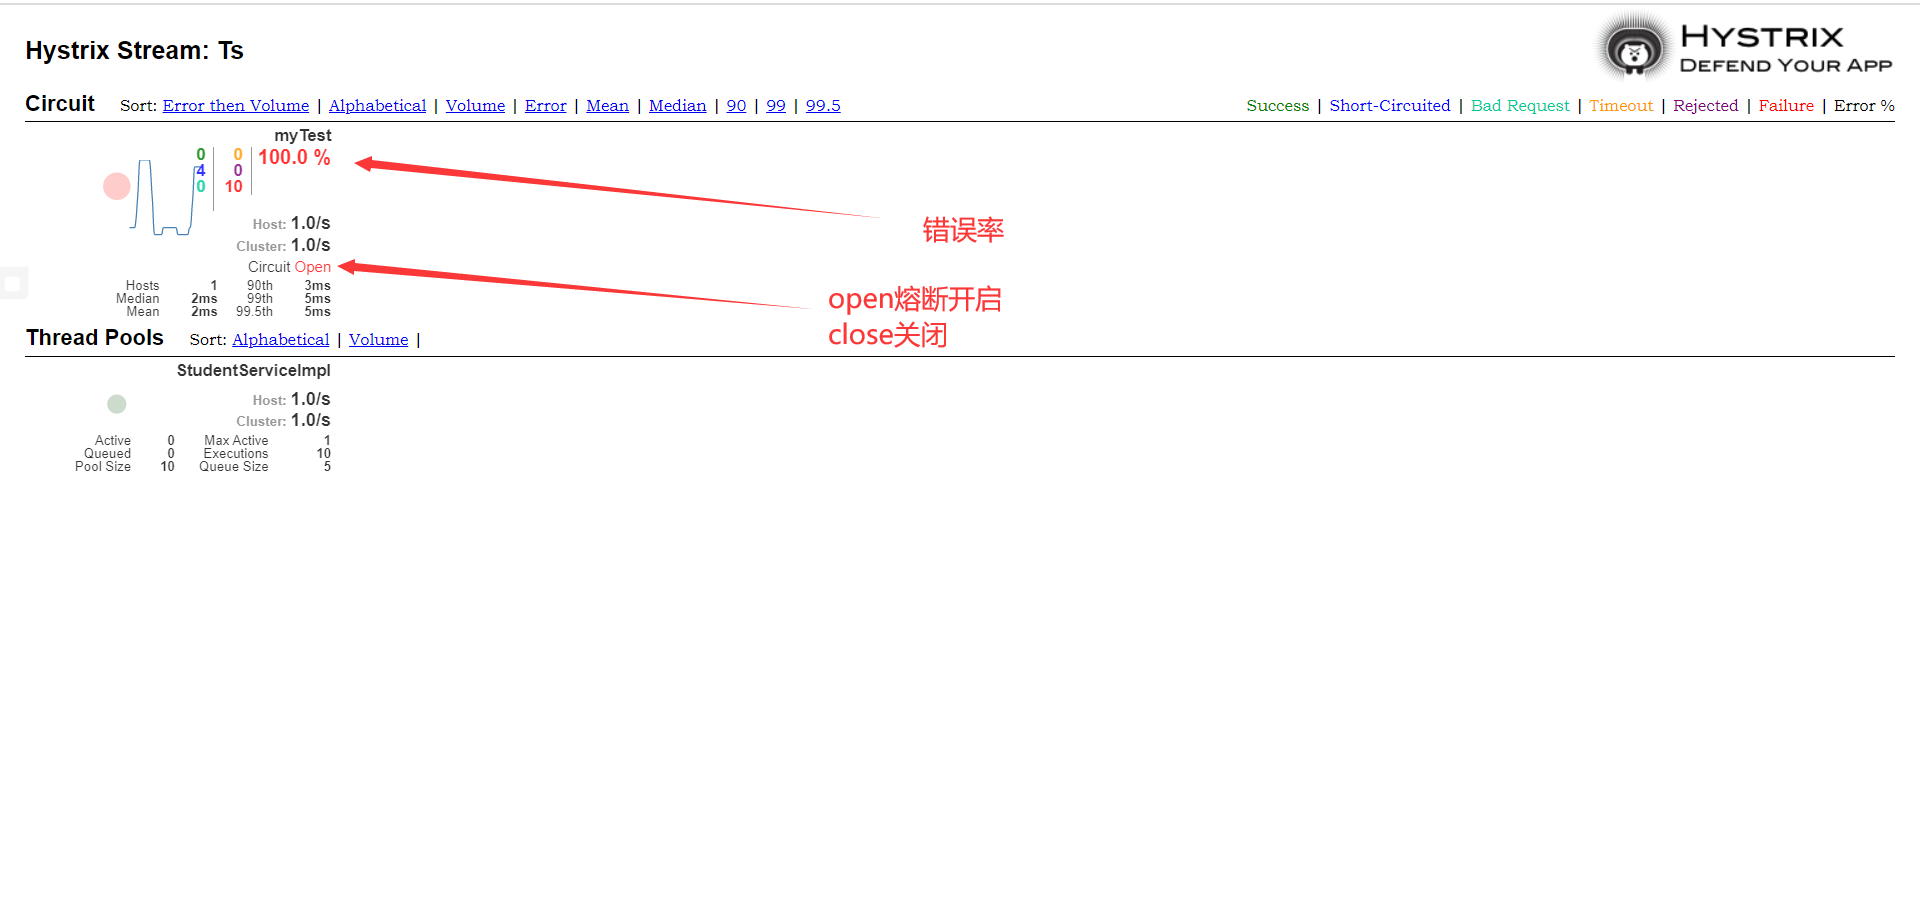 Hystrix Stream: Ts
HYSTRIX
DEFEND YOUR APP
Circuit Sort: Error then Volume | Alphabetical | Volume | Error | Mean | Median | 90 | 99 | 99.5
Success | Short-Circuited | Bad Request | Timeout | Rejected | Failure | Error %
myTest
0 0 100.0 %
4 0
0 10
错误率
Host: 1.0/s
Cluster: 1.0/s
Circuit Open
Hosts 1 90th 3ms
Median 2ms 99th 5ms
Mean 2ms 99.5th 5ms
open熔断开启
close关闭
Thread Pools Sort: Alphabetical | Volume |
StudentServiceImpl
Host: 1.0/s
Cluster: 1.0/s
Active 0 Max Active 1
Queued 0 Executions 10
Pool Size 10 Queue Size 5